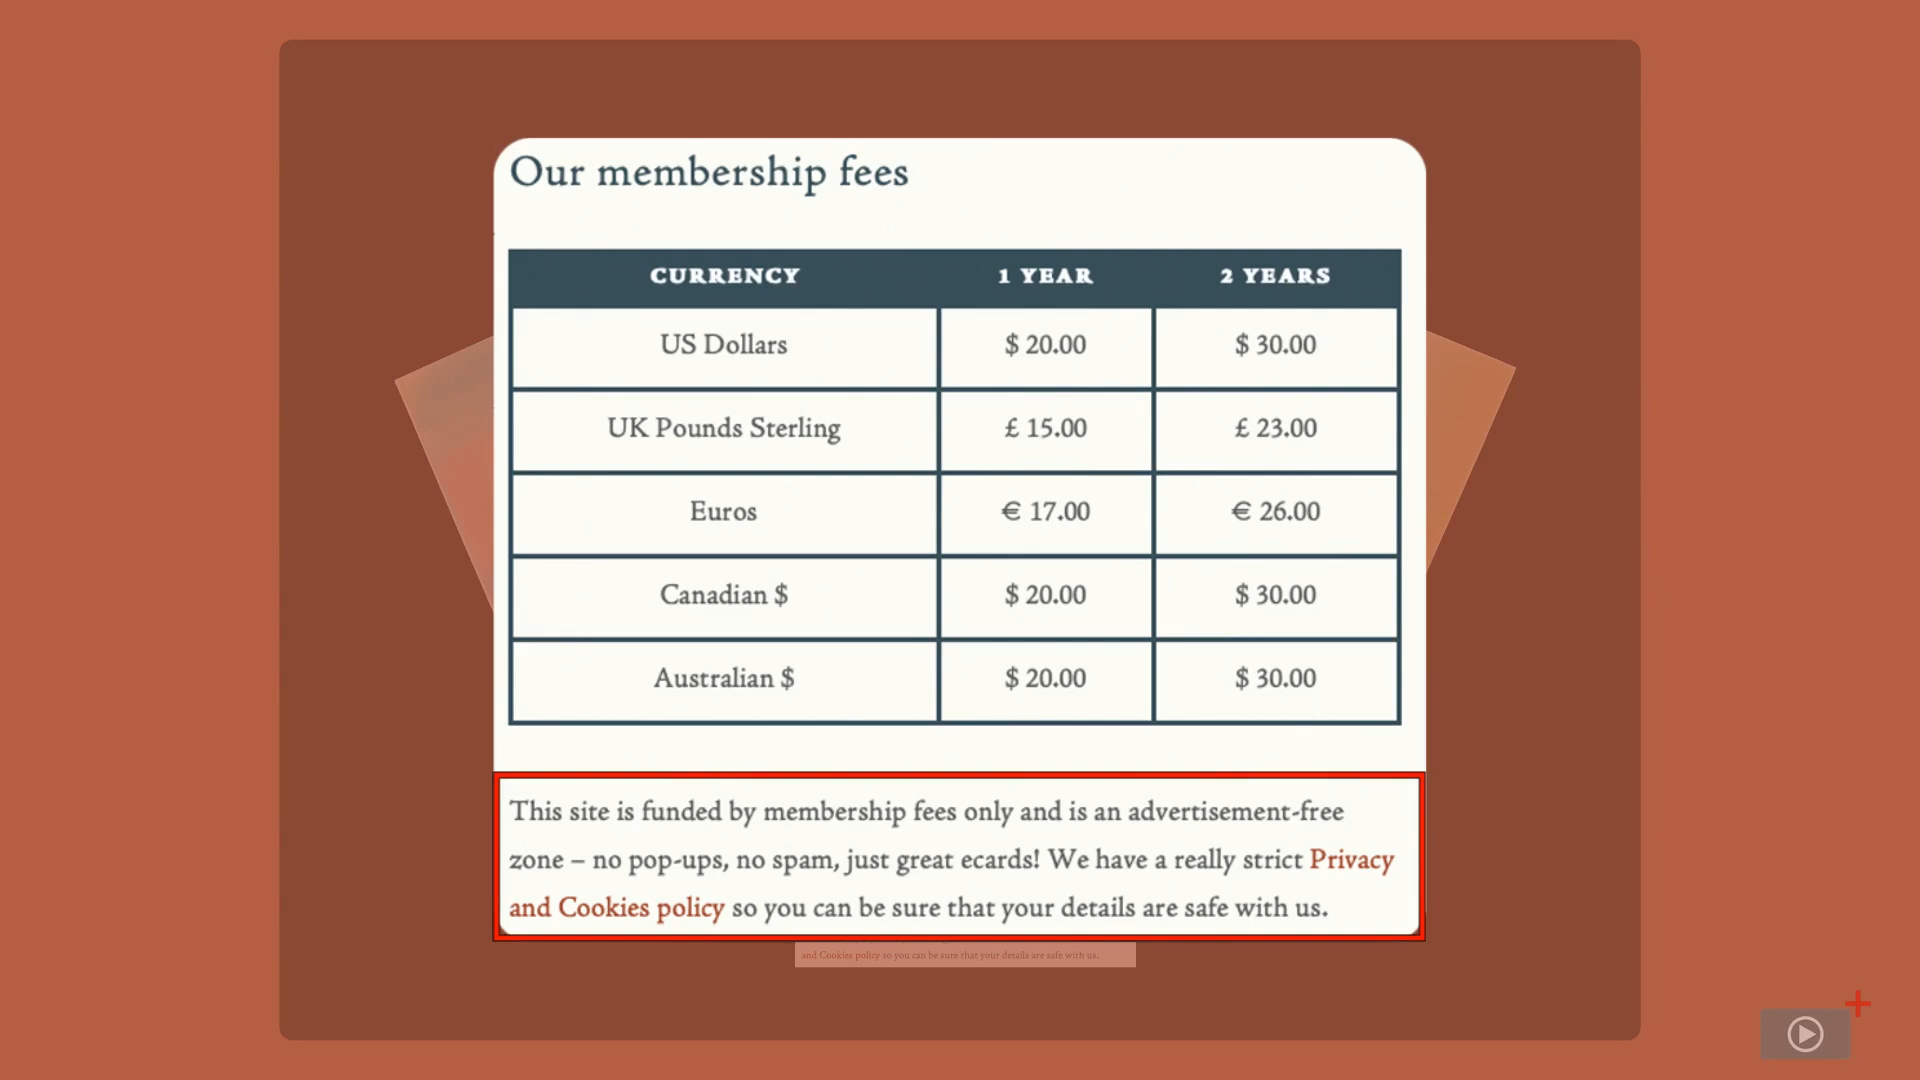 Our membership fees
CURRENCY 1 YEAR 2 YEARS
US Dollars $ 20.00 $ 30.00
UK Pounds Sterling £ 15.00 £ 23.00
Euros € 17.00 € 26.00
Canadian $ $ 20.00 $ 30.00
Australian $ $ 20.00 $ 30.00
This site is funded by membership fees only and is an advertisement-free
zone – no pop-ups, no spam, just great ecards! We have a really strict Privacy
and Cookies policy so you can be sure that your details are safe with us.
and Cookies policy so you can be sure that your details are safe with us.